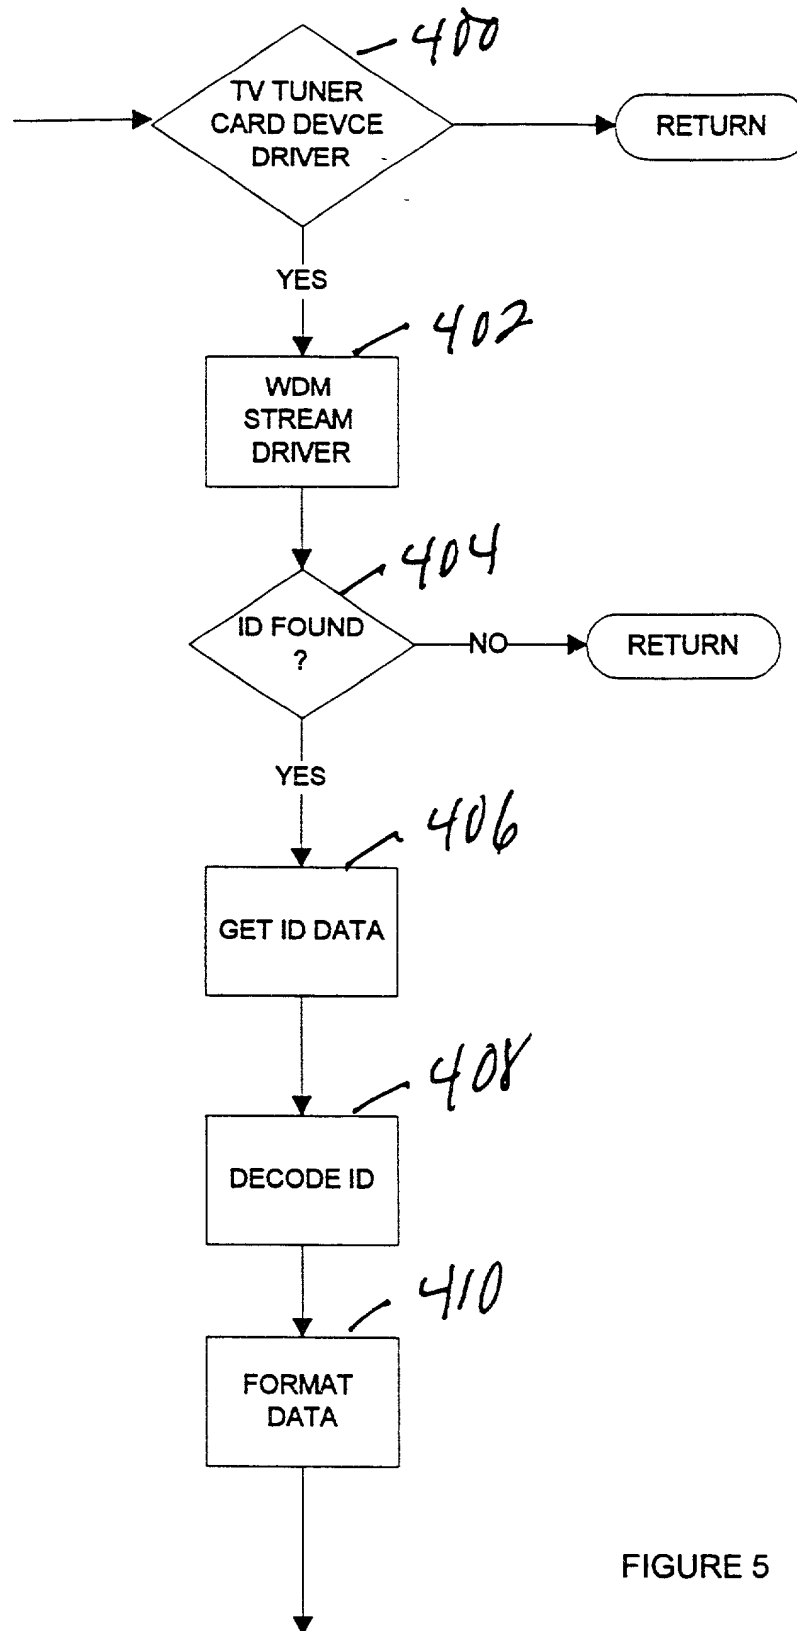 400
TV TUNER
CARD DEVCE
DRIVER
RETURN
YES
402
WDM
STREAM
DRIVER
404
ID FOUND
?
NO
RETURN
YES
406
GET ID DATA
408
DECODE ID
410
FORMAT
DATA
FIGURE 5